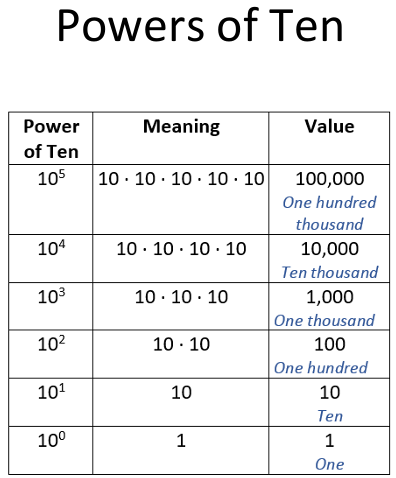 Powers of Ten
Power of Ten Meaning Value
10⁵ 10 · 10 · 10 · 10 · 10 100,000
One hundred
thousand
10⁴ 10 · 10 · 10 · 10 10,000
Ten thousand
10³ 10 · 10 · 10 1,000
One thousand
10² 10 · 10 100
One hundred
10¹ 10 10
Ten
10⁰ 1 1
One